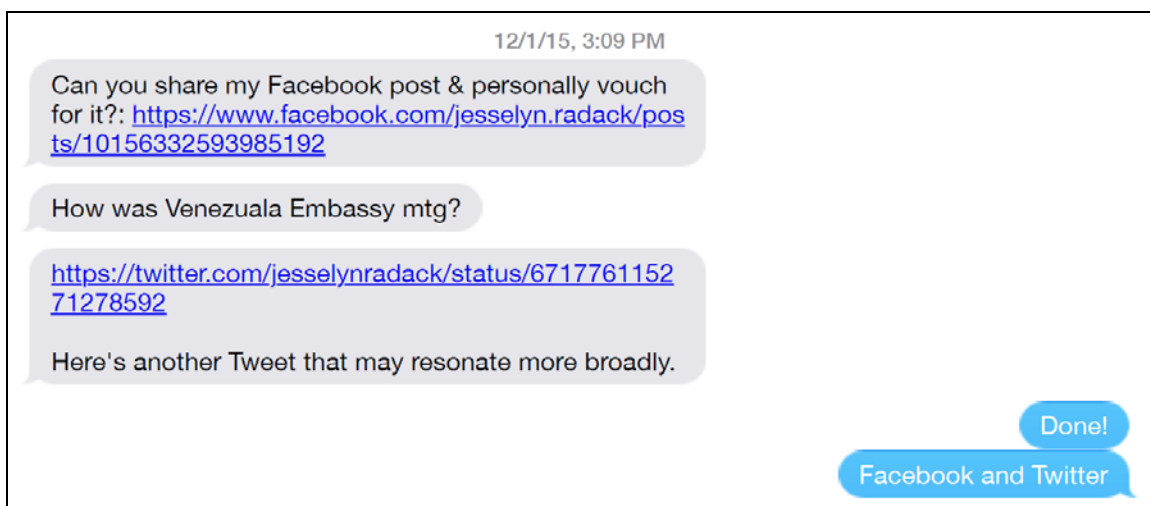 12/1/15, 3:09 PM
Can you share my Facebook post & personally vouch
for it?: https://www.facebook.com/jesselyn.radack/pos
ts/10156332593985192
How was Venezuala Embassy mtg?
https://twitter.com/jesselynradack/status/6717761152
71278592
Here's another Tweet that may resonate more broadly.
Done!
Facebook and Twitter